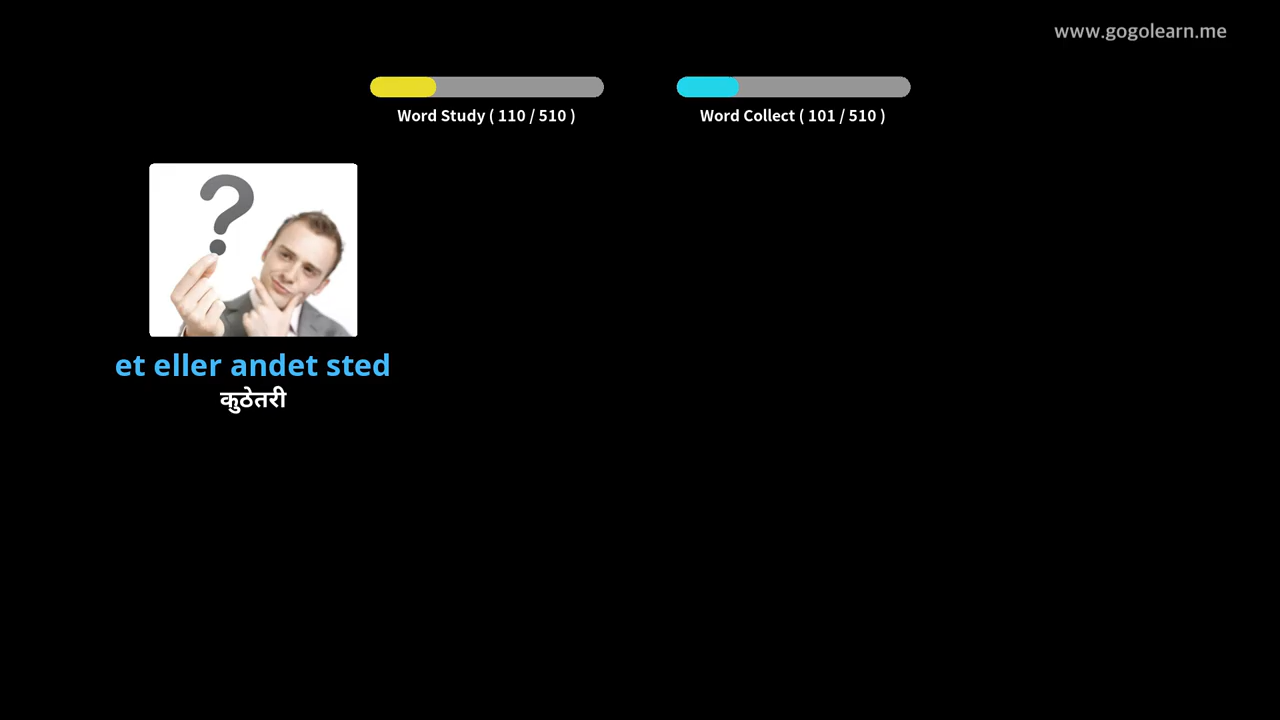 www.gogolearn.me
Word Study ( 110 / 510 )
Word Collect ( 101 / 510 )
et eller andet sted
कुठेतरी